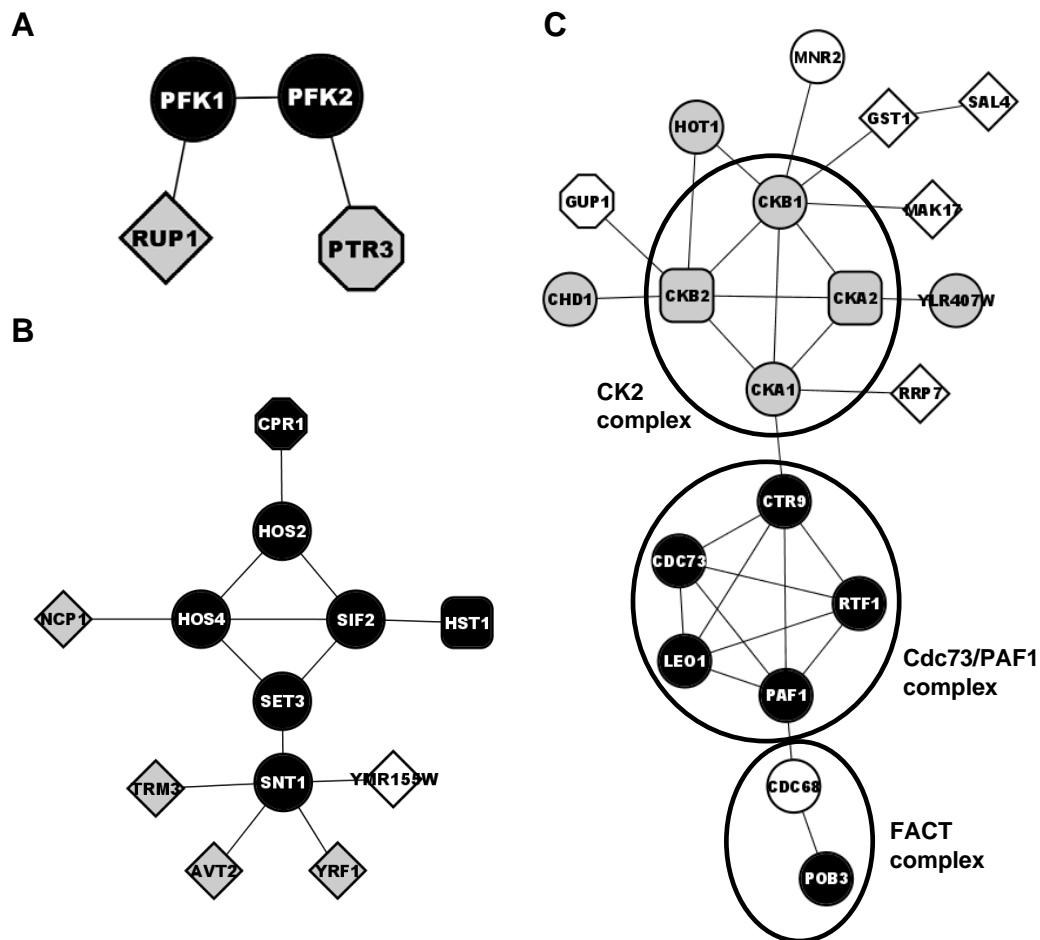 A
PFK1
PFK2
RUP1
PTR3
B
CPR1
HOS2
NCP1
HOS4
SIF2
HST1
SET3
TRM3
SNT1
YMR155W
AVT2
YRF1
C
MNR2
SAL4
GST1
HOT1
GUP1
CKB1
MAK17
CHD1
CKB2
CKA2
YLR407W
CKA1
RRP7
CK2
complex
CTR9
CDC73
RTF1
LEO1
PAF1
Cdc73/PAF1
complex
CDC68
POB3
FACT
complex